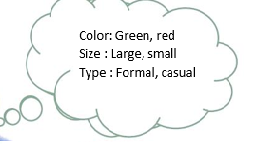 Color: Green, red
Size : Large, small
Type : Formal, casual